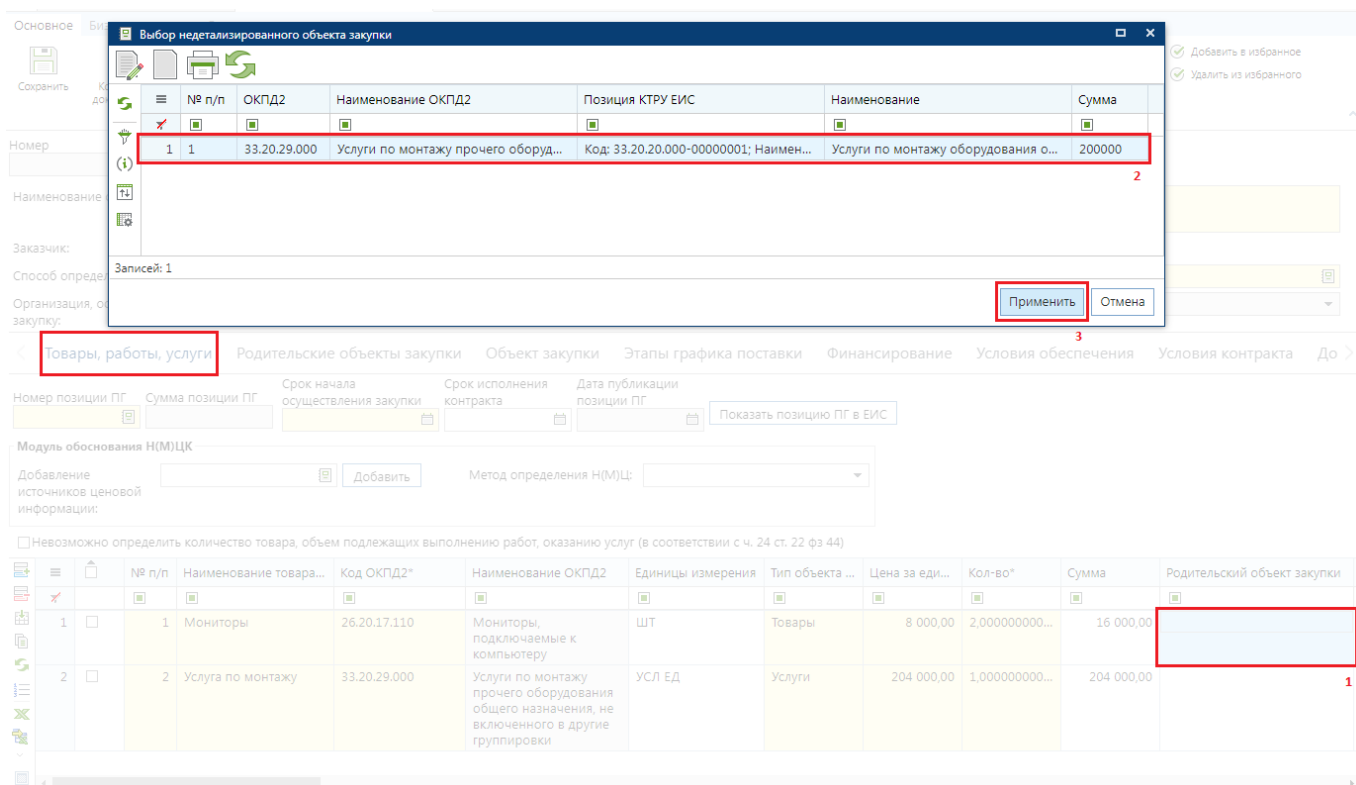 Основное
Выбор недетализированного объекта закупки
Сохранить
Добавить в избранное
Удалить из избранного
№ п/п ОКПД2 Наименование ОКПД2 Позиция КТРУ ЕИС Наименование Сумма
1 1 33.20.29.000 Услуги по монтажу прочего оборуд... Код: 33.20.20.000-00000001; Наимен... Услуги по монтажу оборудования о... 200000
2
Записей: 1
Применить Отмена
3
Номер
Наименование
Заказчик:
Способ
Организация,
закупку:
Товары, работы, услуги Родительские объекты закупки Объект закупки Этапы графика поставки Финансирование Условия обеспечения Условия контракта До
Номер позиции ПГ Сумма позиции ПГ Срок начала осуществления закупки Срок исполнения контракта Дата публикации позиции ПГ Показать позицию ПГ в ЕИС
Модуль обоснования Н(М)ЦК
Добавление источников ценовой информации: Добавить Метод определения Н(М)Ц:
Невозможно определить количество товара, объем подлежащих выполнению работ, оказанию услуг (в соответствии с ч. 24 ст. 22 фз 44)
№ п/п Наименование товара... Код ОКПД2* Наименование ОКПД2 Единицы измерения Тип объекта ... Цена за еди... Кол-во* Сумма Родительский объект закупки
1 1 Мониторы 26.20.17.110 Мониторы, подключаемые к компьютеру ШТ Товары 8 000,00 2,000000000... 16 000,00
2 2 Услуга по монтажу 33.20.29.000 Услуги по монтажу прочего оборудования общего назначения, не включенного в другие группировки УСЛ ЕД Услуги 204 000,00 1,000000000... 204 000,00
1